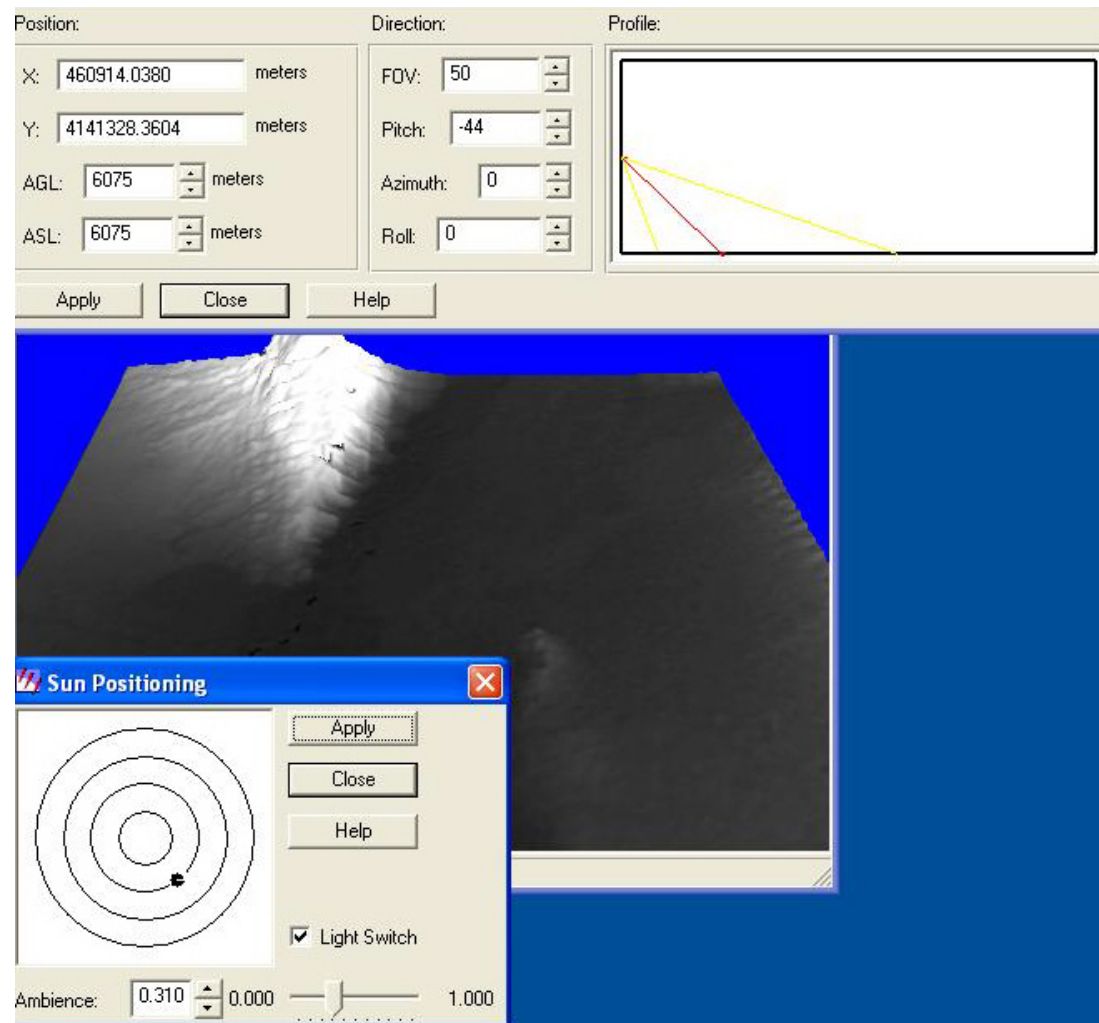 Position: Direction: Profile:
X: 460914.0380 meters FOV: 50
Y: 4141328.3604 meters Pitch: -44
AGL: 6075 meters Azimuth: 0
ASL: 6075 meters Roll: 0
Apply Close Help
Sun Positioning
Apply
Close
Help
Light Switch
Ambience: 0.310 0.000 1.000